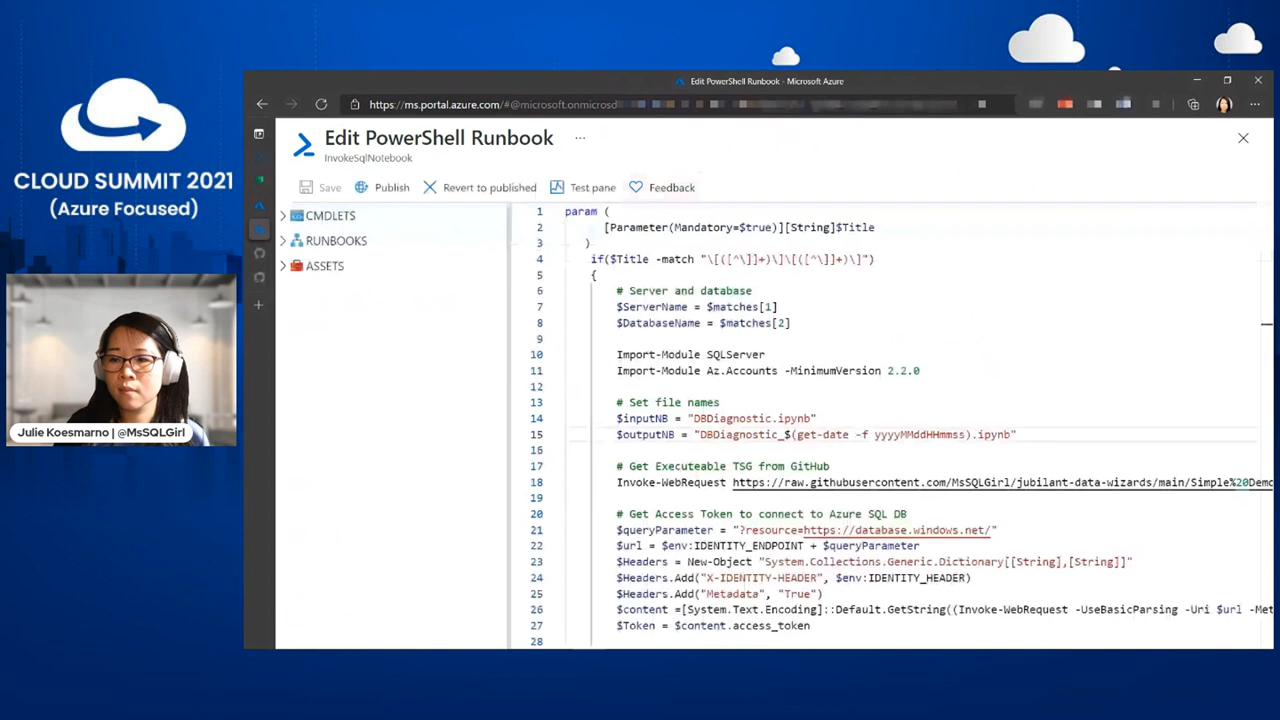 CLOUD SUMMIT 2021
(Azure Focused)
Julie Koesmarno | @MsSQLGirl
Edit PowerShell Runbook - Microsoft Azure
https://ms.portal.azure.com/#@microsoft.onmicrosd
Edit PowerShell Runbook
InvokeSqlNotebook
Save
Publish
Revert to published
Test pane
Feedback
CMDLETS
RUNBOOKS
ASSETS
1 param (
2 [Parameter(Mandatory=$true)][String]$Title
3 )
4 if($Title -match "\[([^\]]+)\]\[([^\]]+)\]")
5 {
6 # Server and database
7 $ServerName = $matches[1]
8 $DatabaseName = $matches[2]
9
10 Import-Module SQLServer
11 Import-Module Az.Accounts -MinimumVersion 2.2.0
12
13 # Set file names
14 $inputNB = "DBDiagnostic.ipynb"
15 $outputNB = "DBDiagnostic_$(get-date -f yyyyMMddHHmmss).ipynb"
16
17 # Get Executeable TSG from GitHub
18 Invoke-WebRequest https://raw.githubusercontent.com/MsSQLGirl/jubilant-data-wizards/main/Simple%20Demo
19
20 # Get Access Token to connect to Azure SQL DB
21 $queryParameter = "?resource=https://database.windows.net/"
22 $url = $env:IDENTITY_ENDPOINT + $queryParameter
23 $Headers = New-Object "System.Collections.Generic.Dictionary[[String],[String]]"
24 $Headers.Add("X-IDENTITY-HEADER", $env:IDENTITY_HEADER)
25 $Headers.Add("Metadata", "True")
26 $content =[System.Text.Encoding]::Default.GetString((Invoke-WebRequest -UseBasicParsing -Uri $url -Met
27 $Token = $content.access_token
28